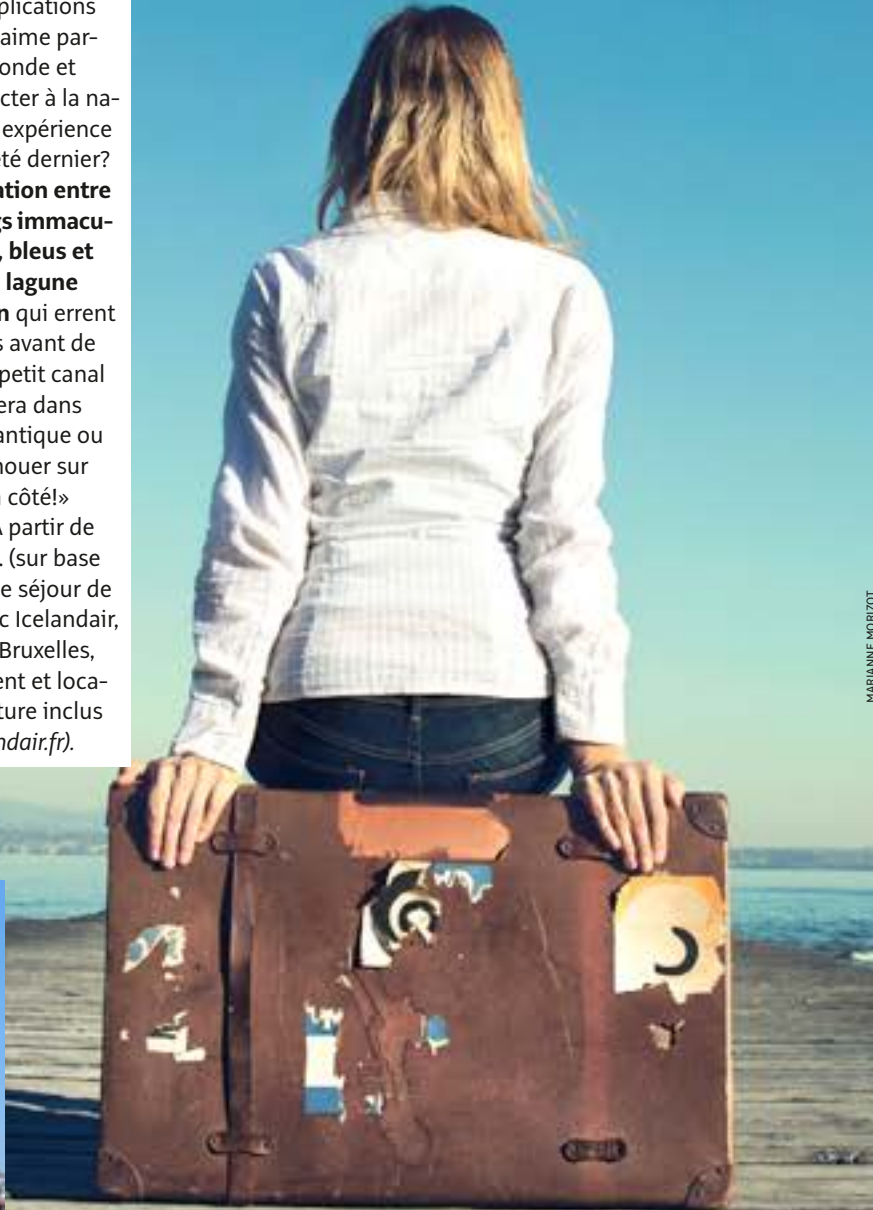 plications
aime par-
onde et
cter à la na-
expérience
été dernier?
ation entre
gs immacu-
, bleus et
lagune
n qui errent
s avant de
petit canal
era dans
antique ou
houer sur
côté!»
A partir de
. (sur base
e séjour de
c Icelandair,
Bruxelles,
ent et loca-
ture inclus
ndair.fr).
MARIANNE MORIZOT